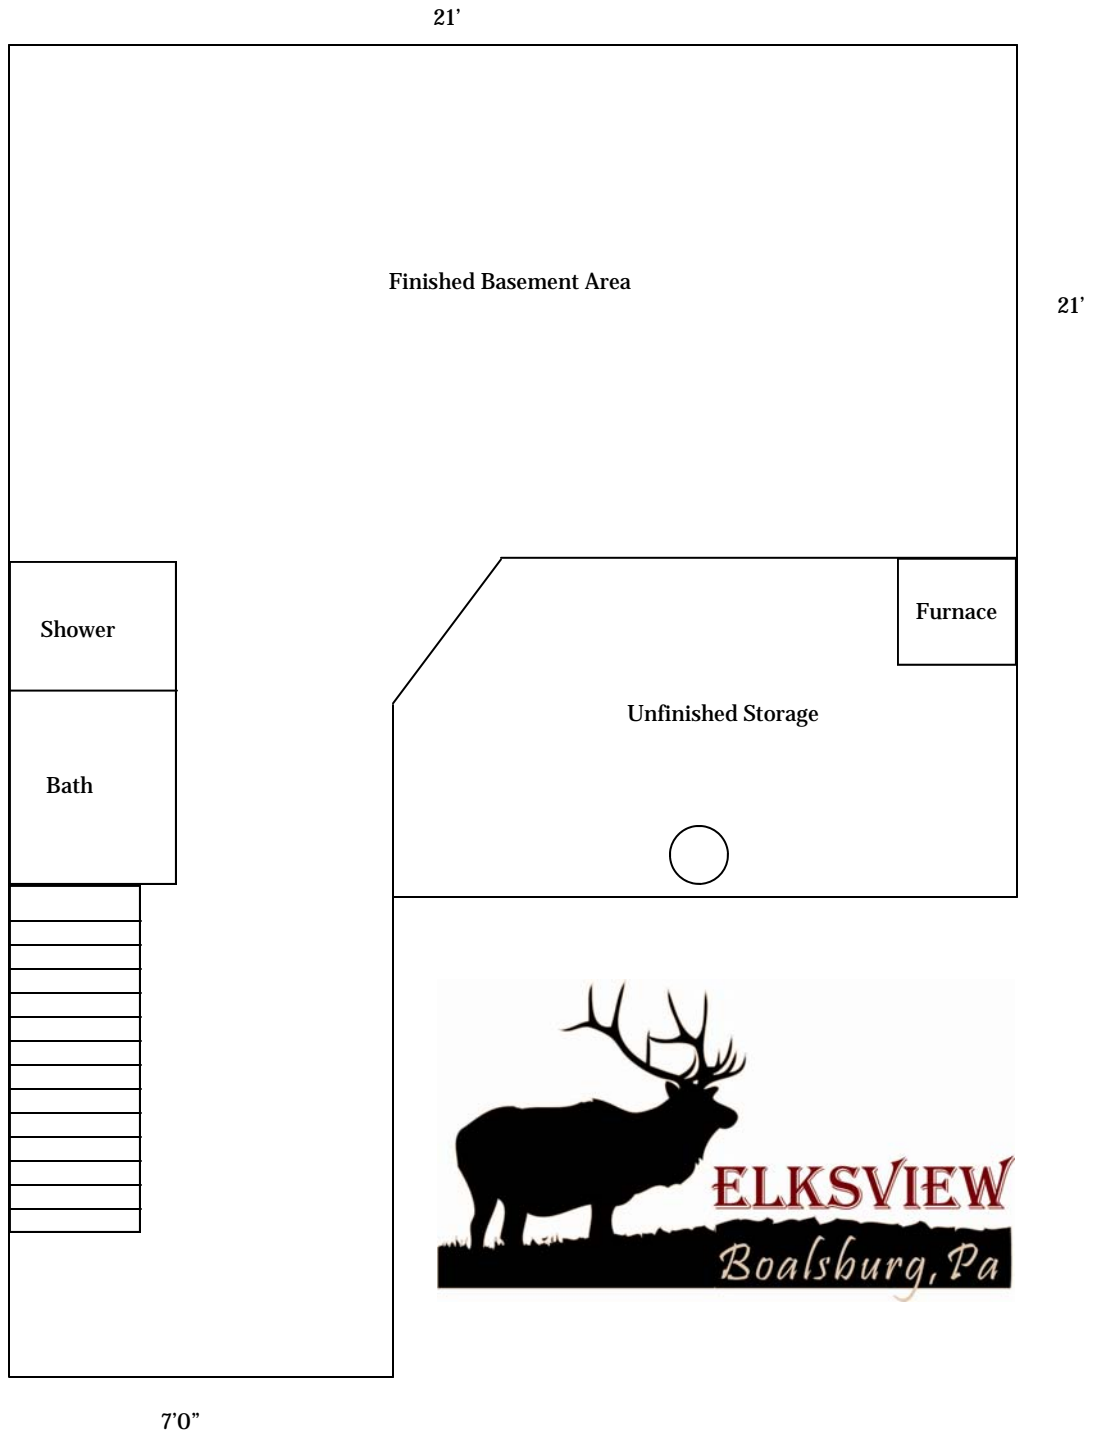 21’
Finished Basement Area
21’
Shower
Furnace
Unfinished Storage
Bath
ELKSVIEW
Boalsburg, Pa
7’0”